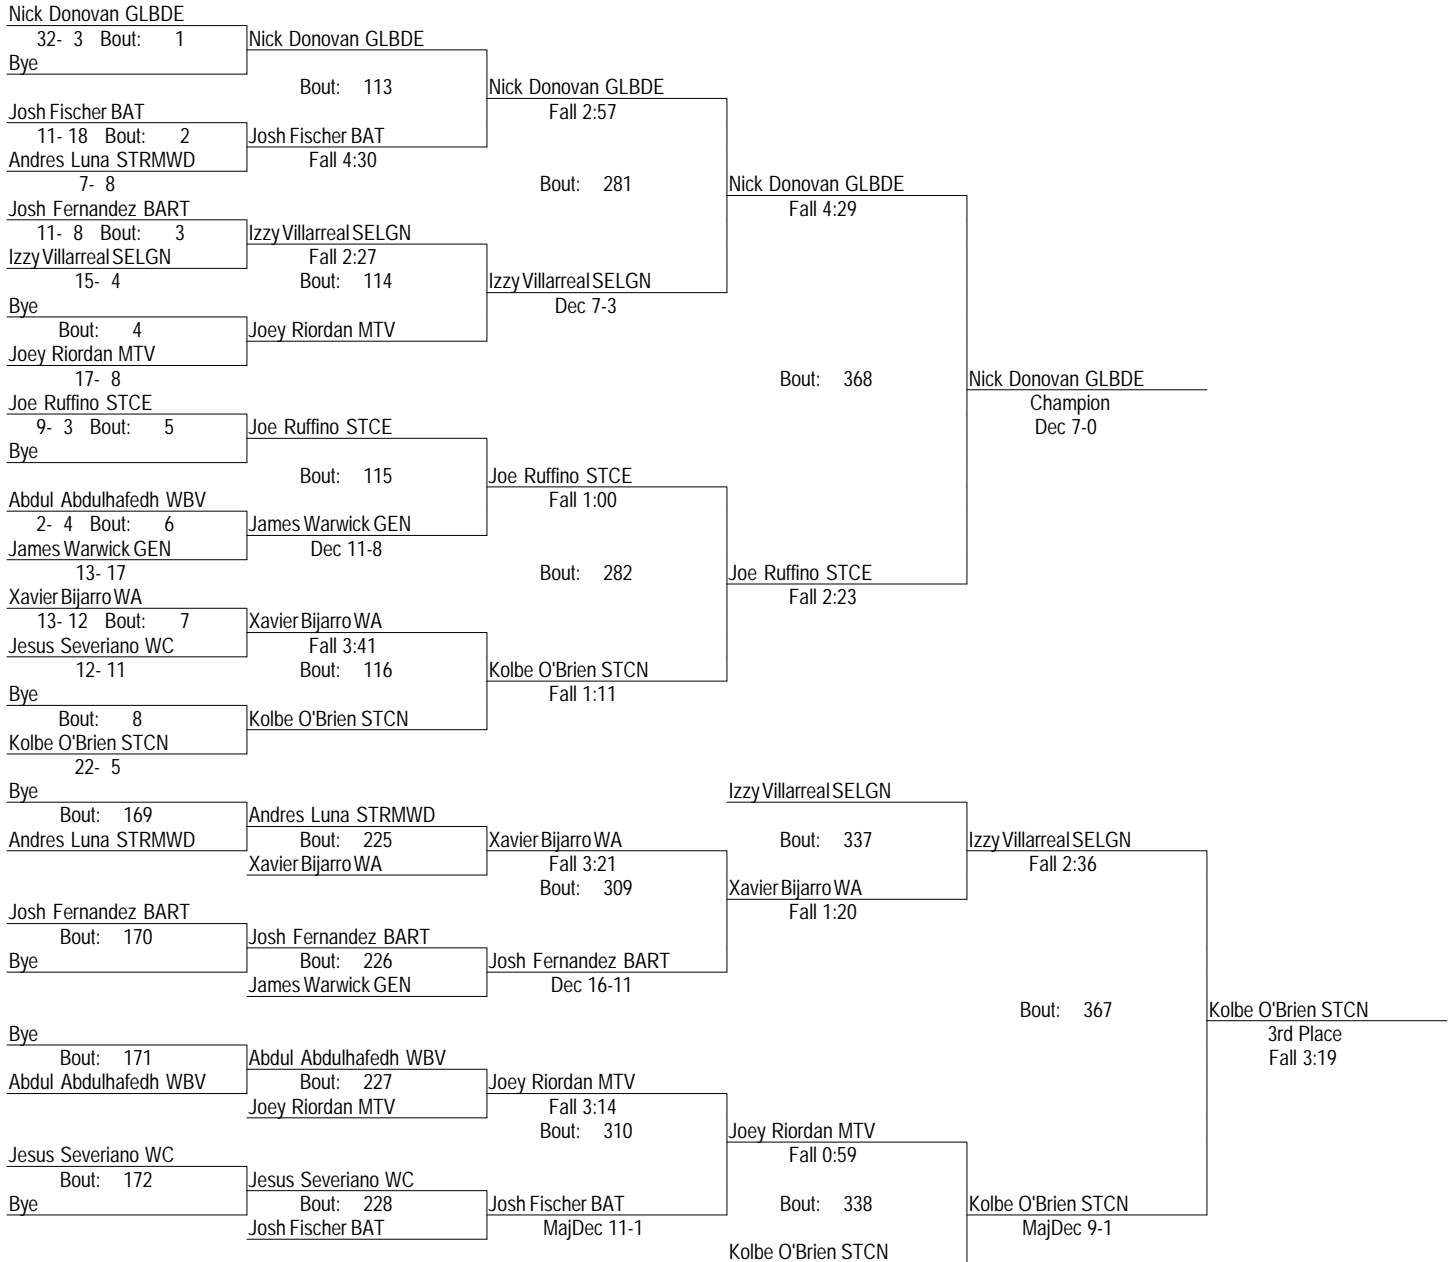 Nick Donovan GLBDE
32- 3 Bout: 1
Bye
Nick Donovan GLBDE
Bout: 113
Josh Fischer BAT
11- 18 Bout: 2
Andres Luna STRMWD
7- 8
Josh Fischer BAT
Fall 4:30
Nick Donovan GLBDE
Fall 2:57
Bout: 281
Josh Fernandez BART
11- 8 Bout: 3
Izzy Villarreal SELGN
15- 4
Izzy Villarreal SELGN
Fall 2:27
Bout: 114
Bye
Bout: 4
Joey Riordan MTV
17- 8
Joey Riordan MTV
Izzy Villarreal SELGN
Dec 7-3
Nick Donovan GLBDE
Fall 4:29
Bout: 368
Joe Ruffino STCE
9- 3 Bout: 5
Bye
Joe Ruffino STCE
Bout: 115
Abdul Abdulhafedh WBV
2- 4 Bout: 6
James Warwick GEN
13- 17
James Warwick GEN
Dec 11-8
Joe Ruffino STCE
Fall 1:00
Bout: 282
Xavier Bijarro WA
13- 12 Bout: 7
Jesus Severiano WC
12- 11
Xavier Bijarro WA
Fall 3:41
Bout: 116
Bye
Bout: 8
Kolbe O'Brien STCN
22- 5
Kolbe O'Brien STCN
Kolbe O'Brien STCN
Fall 1:11
Joe Ruffino STCE
Fall 2:23
Nick Donovan GLBDE
Champion
Dec 7-0
Bye
Bout: 169
Andres Luna STRMWD
Andres Luna STRMWD
Bout: 225
Xavier Bijarro WA
Xavier Bijarro WA
Fall 3:21
Bout: 309
Josh Fernandez BART
Bout: 170
Bye
Josh Fernandez BART
Bout: 226
James Warwick GEN
Josh Fernandez BART
Dec 16-11
Izzy Villarreal SELGN
Bout: 337
Xavier Bijarro WA
Fall 1:20
Izzy Villarreal SELGN
Fall 2:36
Bout: 367
Bye
Bout: 171
Abdul Abdulhafedh WBV
Abdul Abdulhafedh WBV
Bout: 227
Joey Riordan MTV
Joey Riordan MTV
Fall 3:14
Bout: 310
Jesus Severiano WC
Bout: 172
Bye
Jesus Severiano WC
Bout: 228
Josh Fischer BAT
Josh Fischer BAT
MajDec 11-1
Joey Riordan MTV
Fall 0:59
Bout: 338
Kolbe O'Brien STCN
Kolbe O'Brien STCN
MajDec 9-1
Kolbe O'Brien STCN
3rd Place
Fall 3:19